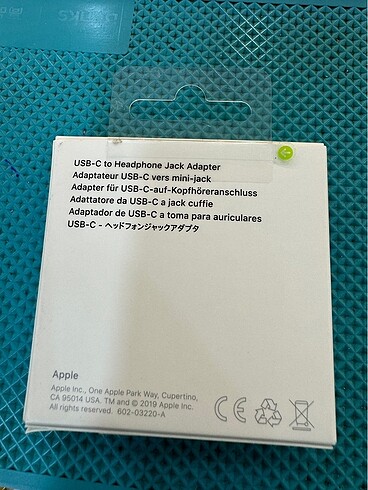 USB-C to Headphone Jack Adapter
Adaptateur USB-C vers mini-jack
Adapter für USB-C-auf-Kopfhöreranschluss
Adattatore da USB-C a jack cuffie
Adaptador de USB-C a toma para auriculares
USB-C - ヘッドフォンジャックアダプタ
Apple
Apple Inc., One Apple Park Way, Cupertino,
CA 95014 USA. TM and © 2019 Apple Inc.
All rights reserved. 602-03220-A
CE